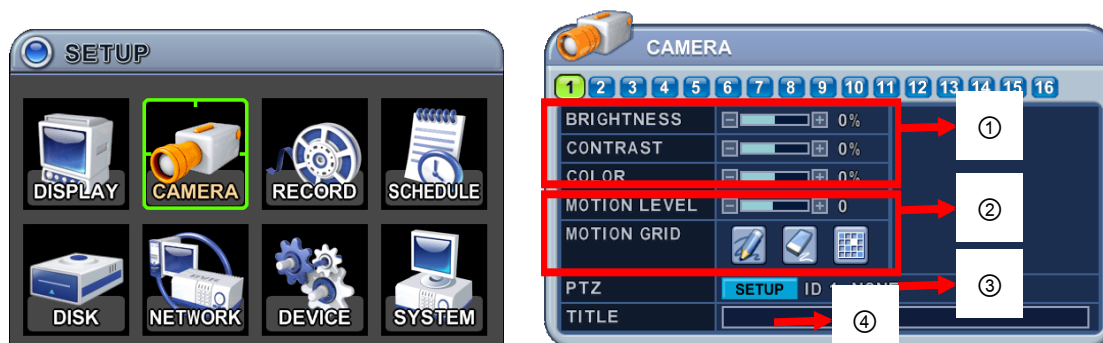 SETUP
DISPLAY CAMERA RECORD SCHEDULE
DISK NETWORK DEVICE SYSTEM
CAMERA
1 2 3 4 5 6 7 8 9 10 11 12 13 14 15 16
BRIGHTNESS 0%
CONTRAST 0%
COLOR 0%
①
MOTION LEVEL 0
②
MOTION GRID
PTZ SETUP ID 1 NONE
③
TITLE
④